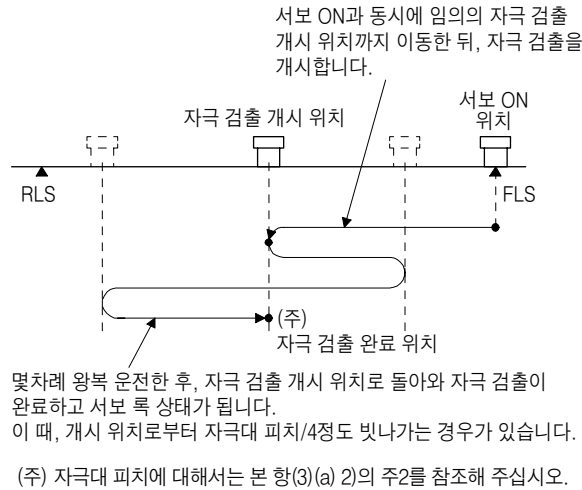 서보 ON과 동시에 임의의 자극 검출
개시 위치까지 이동한 뒤, 자극 검출을
개시합니다.
서보 ON
위치
자극 검출 개시 위치
RLS
FLS
(주)
자극 검출 완료 위치
몇차례 왕복 운전한 후, 자극 검출 개시 위치로 돌아와 자극 검출이
완료하고 서보 록 상태가 됩니다.
이 때, 개시 위치로부터 자극대 피치/4정도 빗나가는 경우가 있습니다.
(주) 자극대 피치에 대해서는 본 항(3)(a) 2)의 주2를 참조해 주십시오.